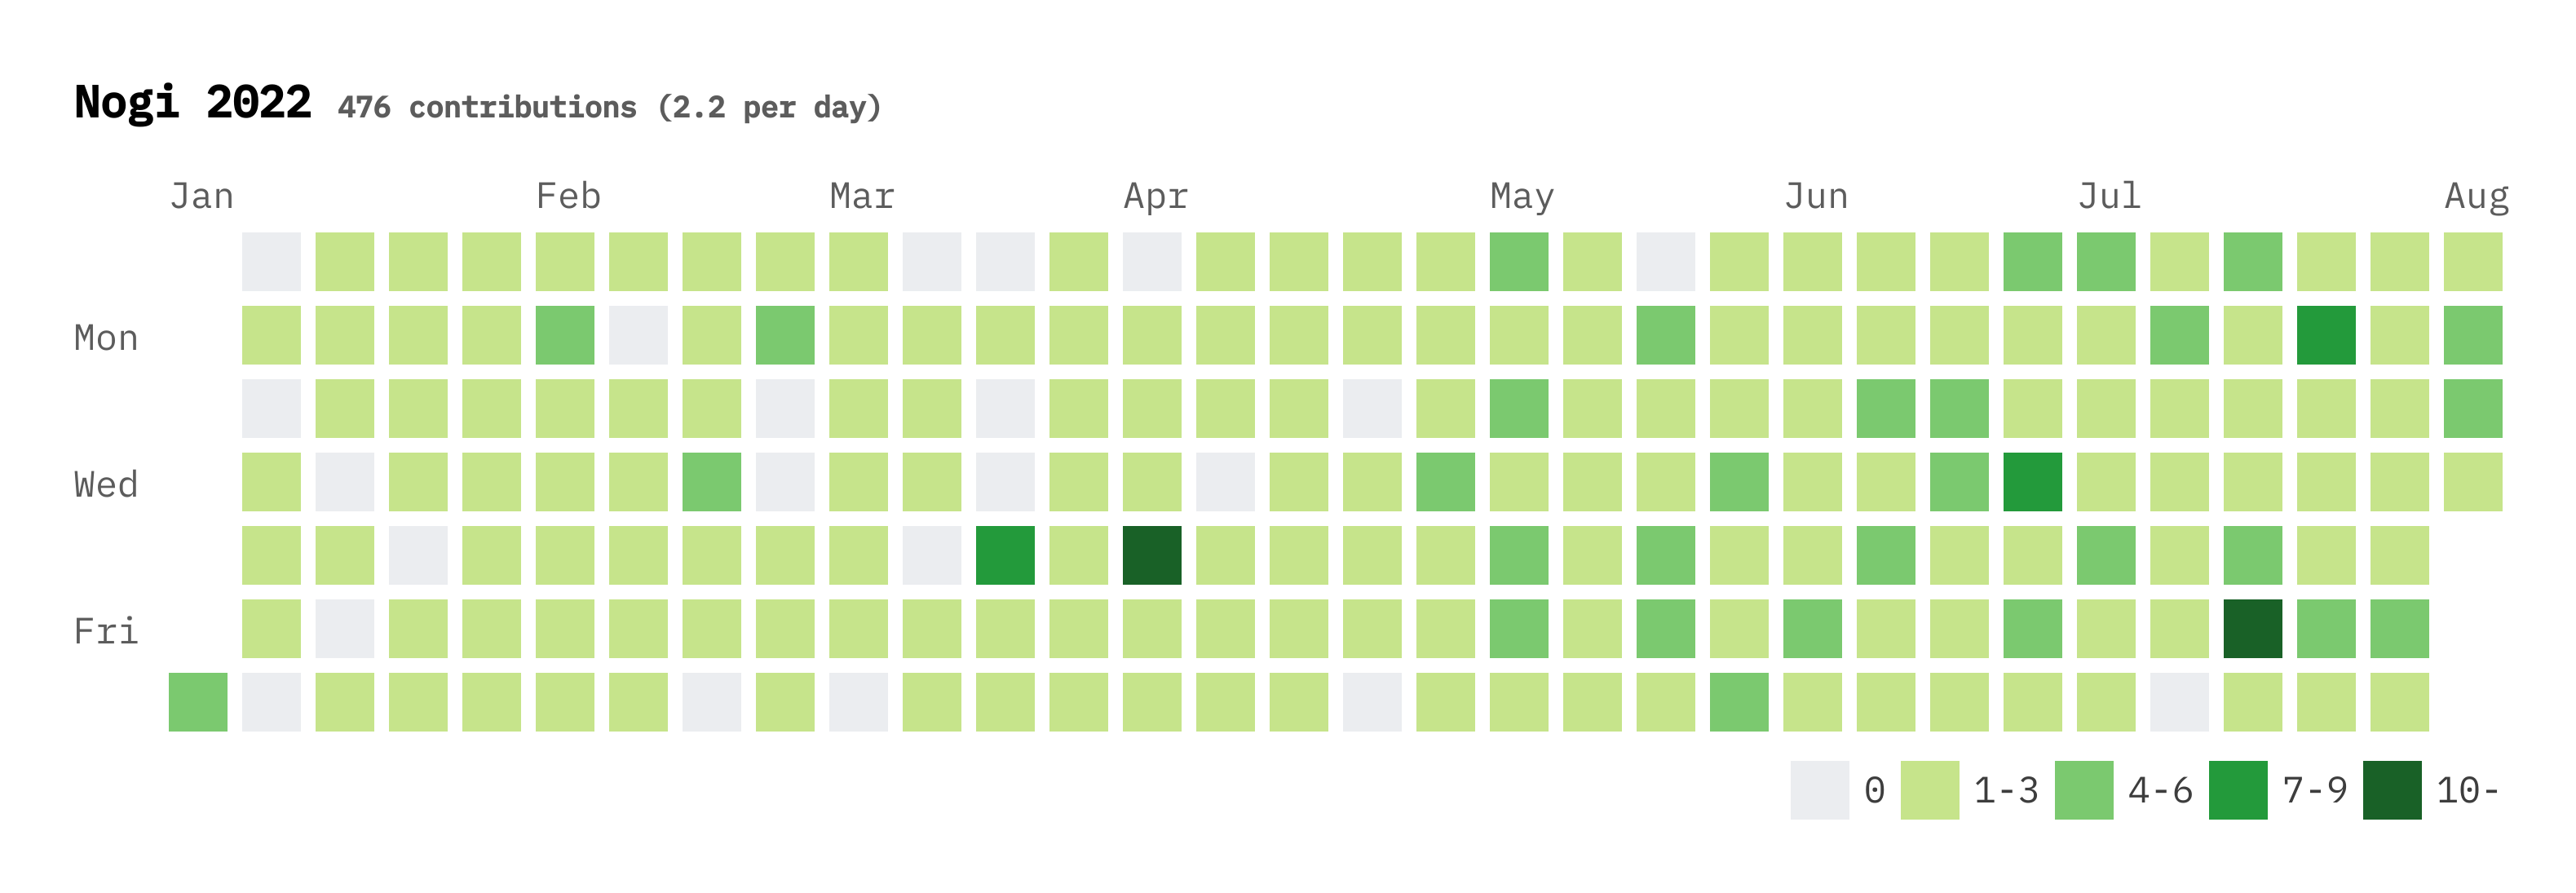 Nogi 2022 476 contributions (2.2 per day)
Jan Feb Mar Apr May Jun Jul Aug
Mon
Wed
Fri
0 1-3 4-6 7-9 10-